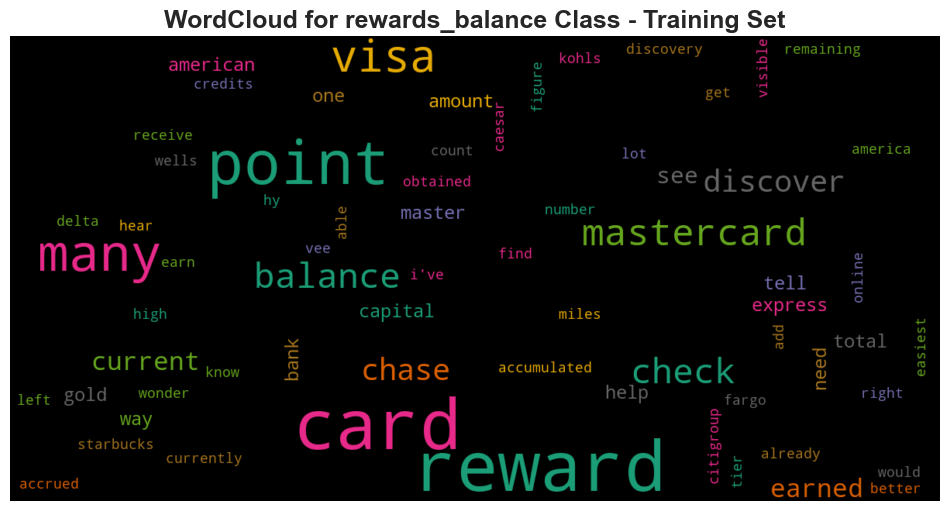 WordCloud for rewards_balance Class - Training Set
visa
discovery
remaining
kohls
visible
american
credits
figure
get
one
amount
caesar
receive
point
count
lot
america
wells
obtained
see
discover
hy
able
master
number
delta
hear
mastercard
many
earn
vee
find
online
balance
i've
tell
express
high
capital
miles
add
total
easiest
current
know
bank
chase
accumulated
check
need
left
gold
wonder
help
fargo
right
way
card
citigroup
starbucks
currently
reward
tier
already
would
accrued
earned
better